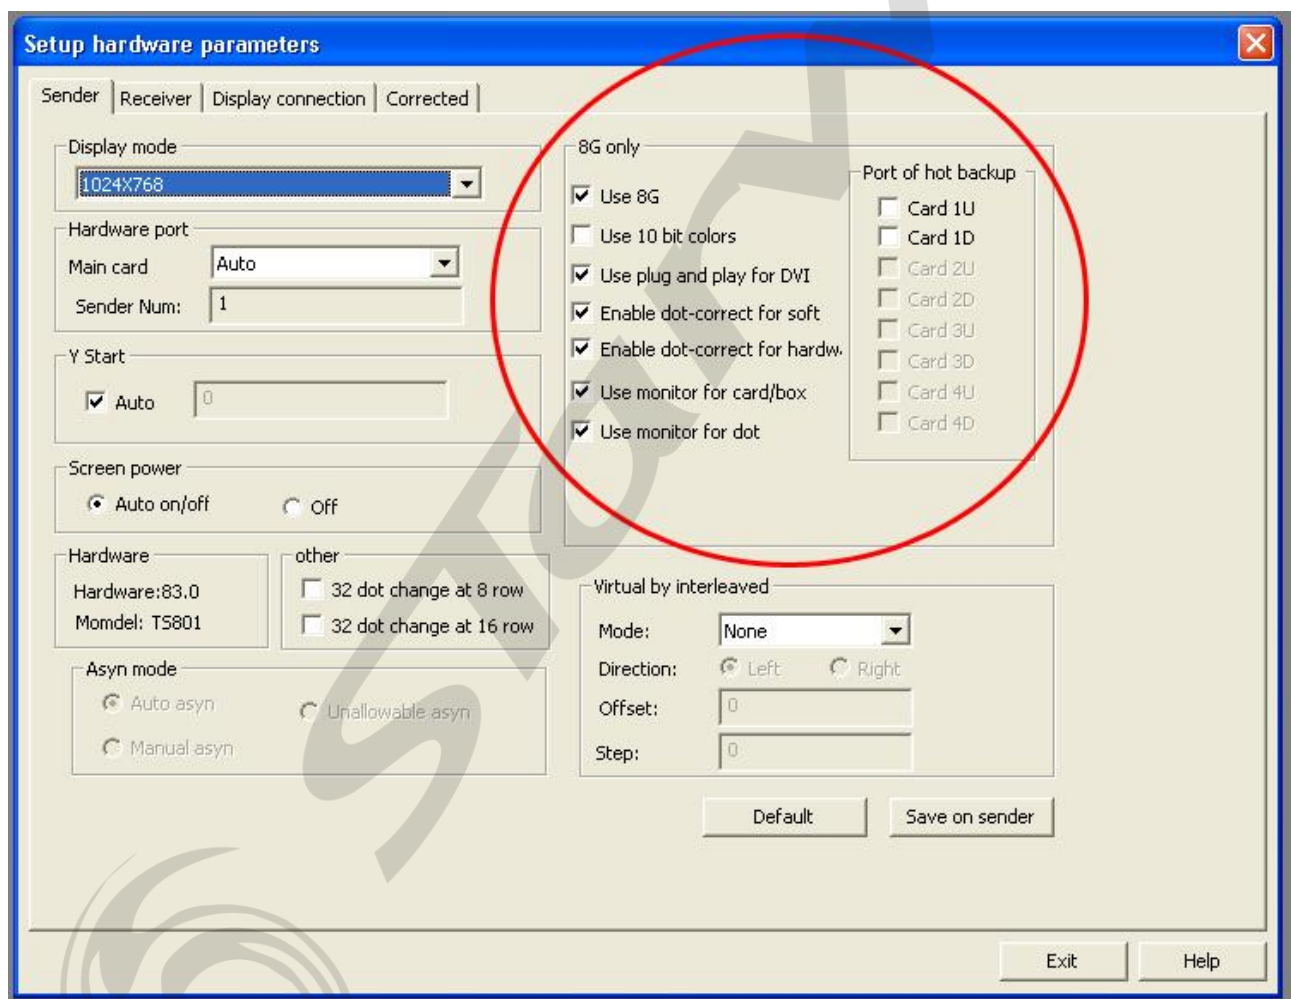 Setup hardware parameters
Sender Receiver Display connection Corrected
Display mode
1024X768
Hardware port
Main card Auto
Sender Num: 1
Y Start
Auto 0
Screen power
Auto on/off Off
Hardware
Hardware:83.0
Momdel: TS801
other
32 dot change at 8 row
32 dot change at 16 row
Asyn mode
Auto asyn Unallowable asyn
Manual asyn
8G only
Use 8G
Use 10 bit colors
Use plug and play for DVI
Enable dot-correct for soft
Enable dot-correct for hardw.
Use monitor for card/box
Use monitor for dot
Port of hot backup
Card 1U
Card 1D
Card 2U
Card 2D
Card 3U
Card 3D
Card 4U
Card 4D
Virtual by interleaved
Mode: None
Direction: Left Right
Offset: 0
Step: 0
Default Save on sender
Exit Help